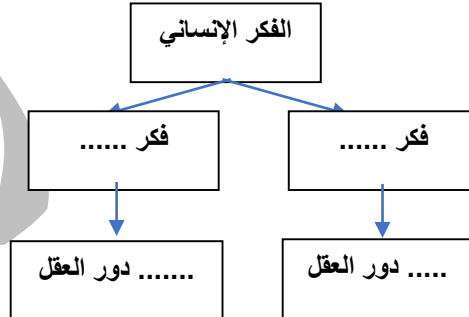 الفكر الإنساني
فكر ......
فكر ......
..... دور العقل
....... دور العقل